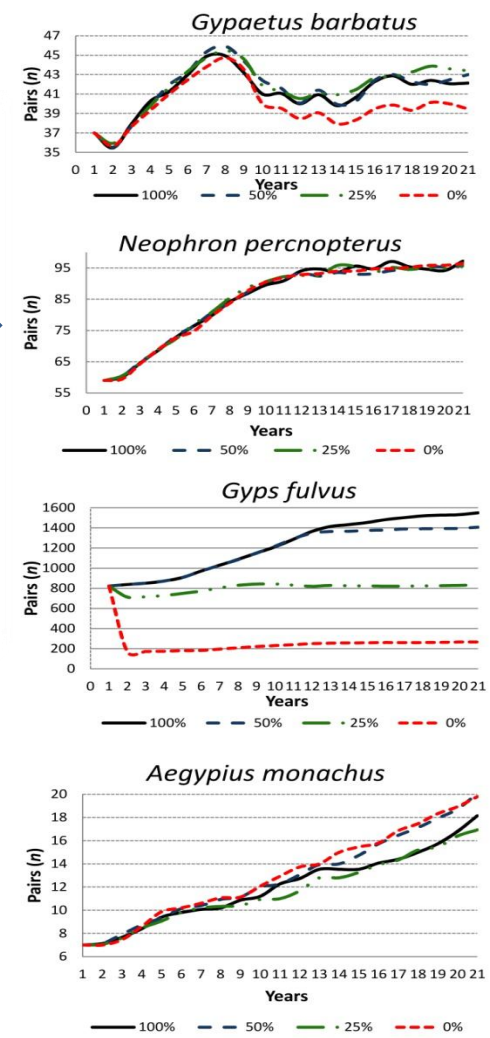 Gypaetus barbatus
Pairs (n)
47
45
43
41
39
37
35
0 1 2 3 4 5 6 7 8 9 10 11 12 13 14 15 16 17 18 19 20 21
Years
100% 50% 25% 0%
Neophron percnopterus
Pairs (n)
95
85
75
65
55
0 1 2 3 4 5 6 7 8 9 10 11 12 13 14 15 16 17 18 19 20 21
Years
100% 50% 25% 0%
Gyps fulvus
Pairs (n)
1600
1400
1200
1000
800
600
400
200
0
0 1 2 3 4 5 6 7 8 9 10 11 12 13 14 15 16 17 18 19 20 21
Years
100% 50% 25% 0%
Aegypius monachus
Pairs (n)
20
18
16
14
12
10
8
6
1 2 3 4 5 6 7 8 9 10 11 12 13 14 15 16 17 18 19 20 21
Years
100% 50% 25% 0%